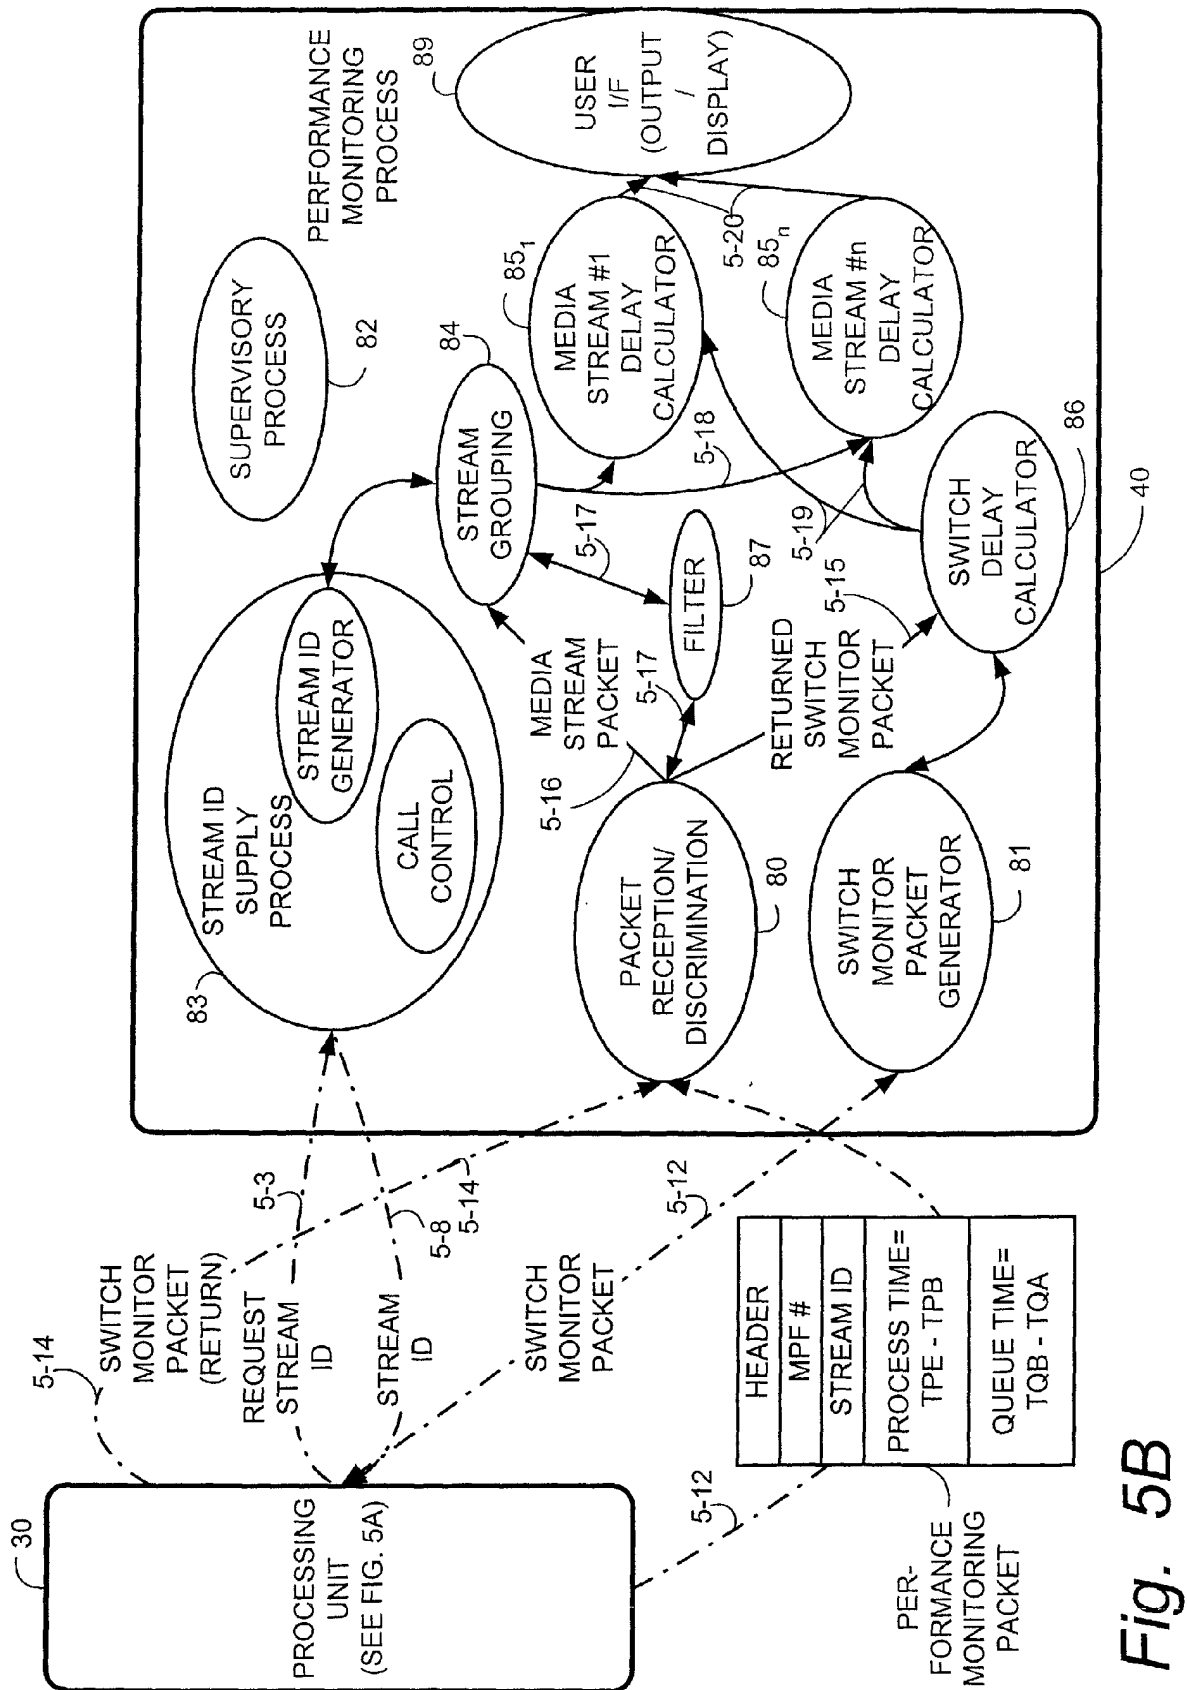 30
PROCESSING
UNIT
(SEE FIG. 5A)
5-14
SWITCH
MONITOR
PACKET
(RETURN)
REQUEST
STREAM
ID
STREAM
ID
5-3
5-8
5-14
SWITCH
MONITOR
PACKET
5-12
5-12
PER-
FORMANCE
MONITORING
PACKET
HEADER
MPF #
STREAM ID
PROCESS TIME=
TPE - TPB
QUEUE TIME=
TQB - TQA
PERFORMANCE
MONITORING
PROCESS
83
STREAM ID
SUPPLY
PROCESS
STREAM ID
GENERATOR
CALL
CONTROL
SUPERVISORY
PROCESS
82
STREAM
GROUPING
84
MEDIA
STREAM
PACKET
5-16
5-17
5-17
FILTER
87
PACKET
RECEPTION/
DISCRIMINATION
80
RETURNED
SWITCH
MONITOR
PACKET
5-15
SWITCH
MONITOR
PACKET
GENERATOR
81
SWITCH
DELAY
CALCULATOR
86
5-18
5-19
MEDIA
STREAM #1
DELAY
CALCULATOR
85₁
MEDIA
STREAM #n
DELAY
CALCULATOR
85ₙ
5-20
USER
I/F
(OUTPUT
/
DISPLAY)
89
40
Fig. 5B